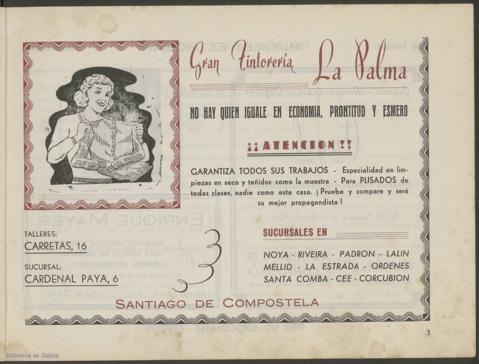 Gran Tintorería La Palma
NO HAY QUIEN IGUALE EN ECONOMIA, PRONTITUD Y ESMERO
¡¡ATENCION!!
GARANTIZA TODOS SUS TRABAJOS - Especialidad en lim-
piezas en seco y teñidos como la muestra - Para PLISADOS de
todas clases, nadie como esta casa. ¡Pruebe y compare y será
su mejor propagandista!
TALLERES:
CARRETAS, 16
SUCURSAL:
CARDENAL PAYA, 6
SUCURSALES EN
NOYA - RIVEIRA - PADRON - LALIN
MELLID - LA ESTRADA - ORDENES
SANTA COMBA - CEE - CORCUBION
SANTIAGO DE COMPOSTELA
3
Biblioteca de Galicia